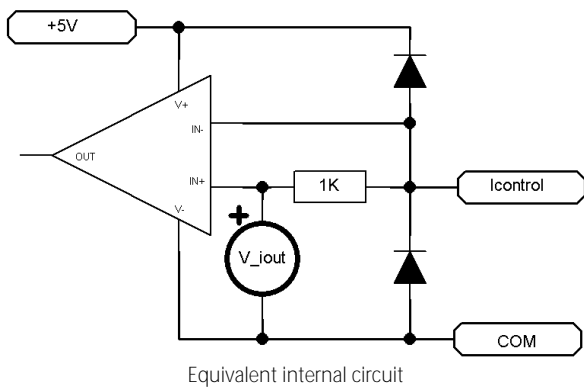 +5V
V+
IN-
OUT
IN+
1K
Icontrol
V-
+
V_iout
COM
Equivalent internal circuit